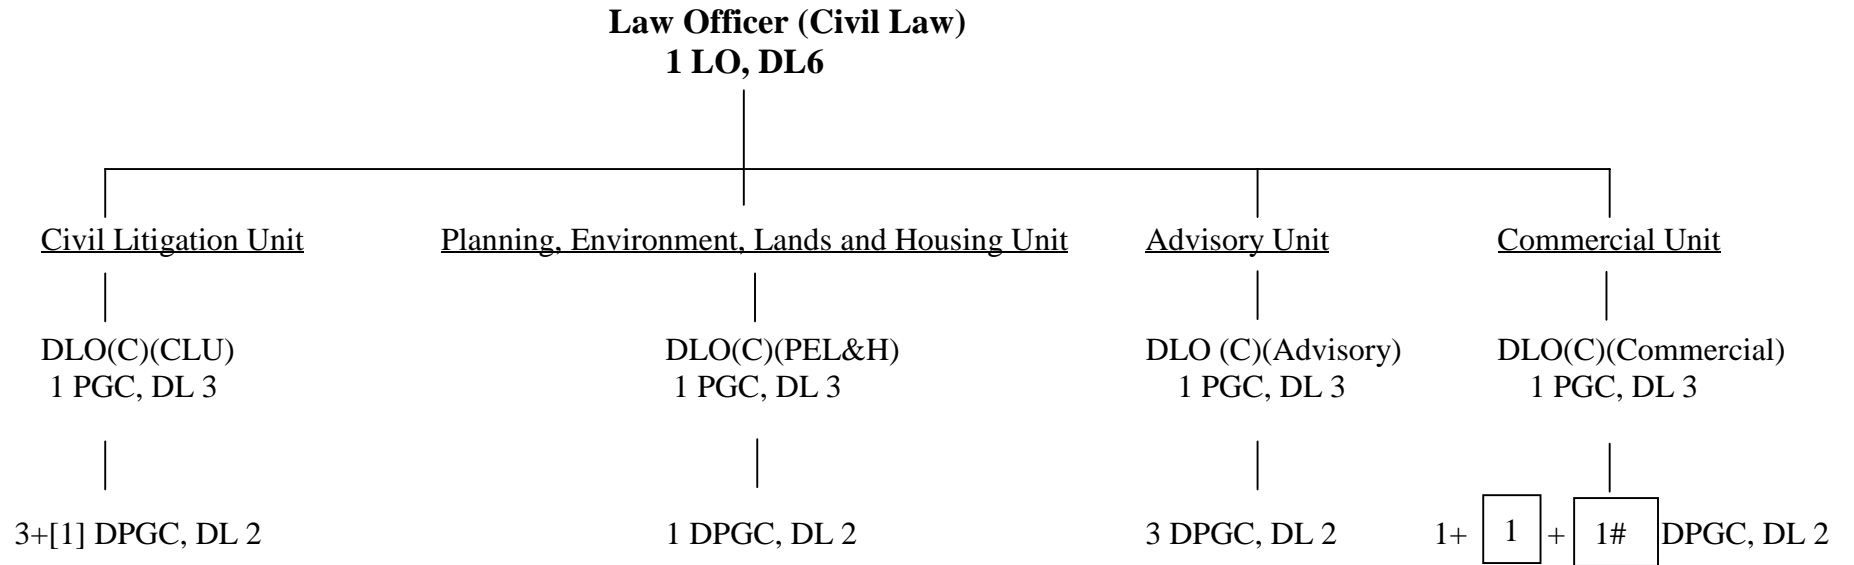 Law Officer (Civil Law)
1 LO, DL6
Civil Litigation Unit
Planning, Environment, Lands and Housing Unit
Advisory Unit
Commercial Unit
DLO(C)(CLU)
1 PGC, DL 3
DLO(C)(PEL&H)
1 PGC, DL 3
DLO (C)(Advisory)
1 PGC, DL 3
DLO(C)(Commercial)
1 PGC, DL 3
3+[1] DPGC, DL 2
1 DPGC, DL 2
3 DPGC, DL 2
1+ 1 + 1# DPGC, DL 2